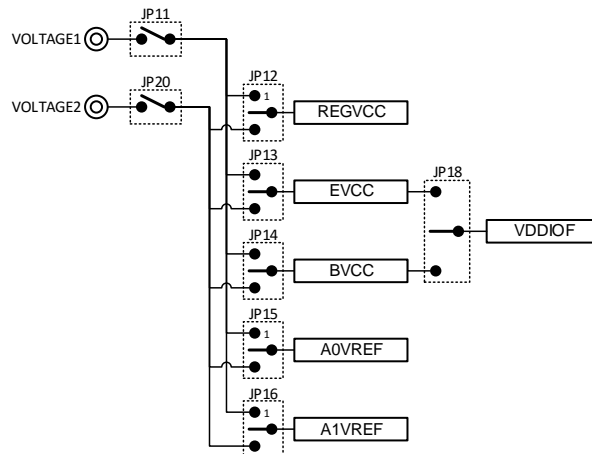 JP11
VOLTAGE1
JP20
VOLTAGE2
JP12
1
REGVCC
JP13
EVCC
JP18
VDDIOF
JP14
BVCC
JP15
1
A0VREF
JP16
1
A1VREF